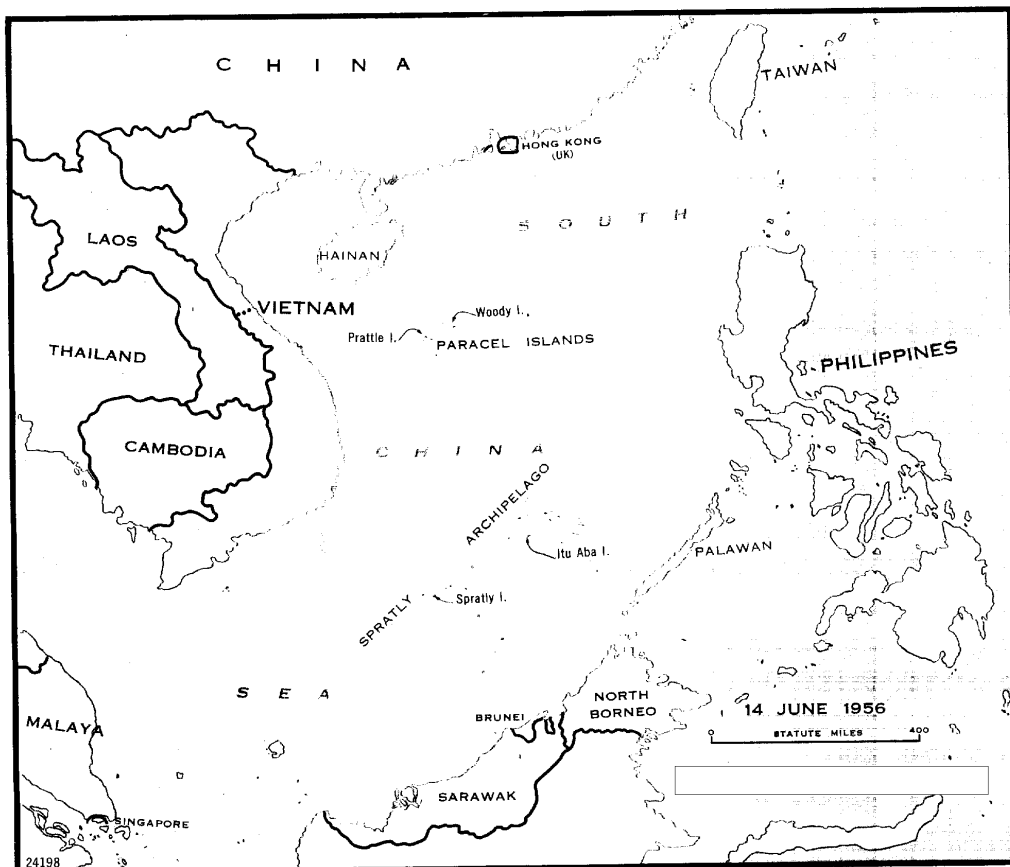 CHINA
TAIWAN
HONG KONG
(UK)
SOUTH
LAOS
HAINAN
VIETNAM
Woody I.
Prattle I.
PARACEL ISLANDS
THAILAND
PHILIPPINES
CAMBODIA
CHINA
ARCHIPELAGO
Itu Aba I.
PALAWAN
Spratly I.
SPRATLY
SEA
NORTH
BORNEO
14 JUNE 1956
BRUNEI
MALAYA
0 STATUTE MILES 400
SARAWAK
SINGAPORE
24198